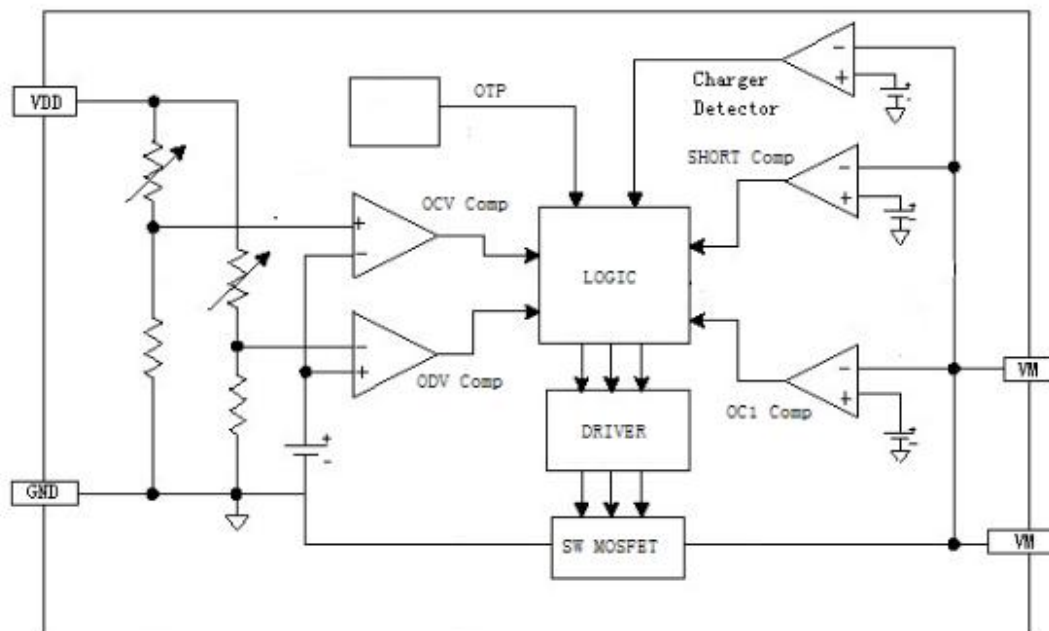 VDD
OTP
Charger
Detector
SHORT Comp
OCV Comp
LOGIC
ODV Comp
OC1 Comp
VM
DRIVER
GND
SW MOSFET
VM